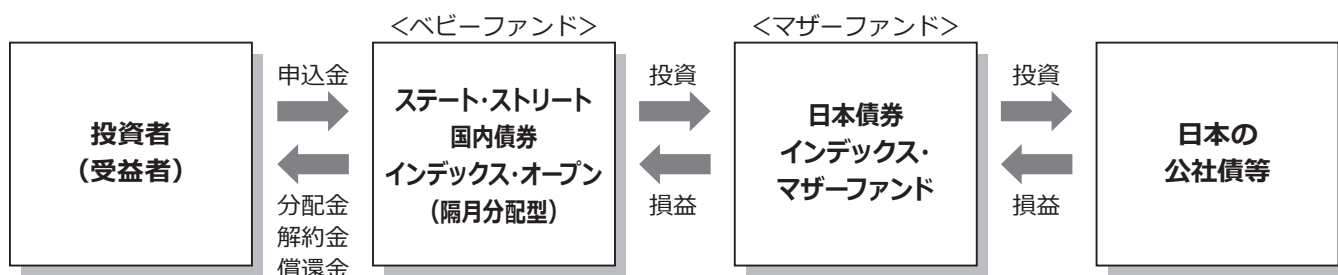 <ベビーファンド>
<マザーファンド>
投資者
(受益者)
申込金
分配金
解約金
償還金
ステート・ストリート
国内債券
インデックス・オープン
(隔月分配型)
投資
損益
日本債券
インデックス・
マザーファンド
投資
損益
日本の
公社債等